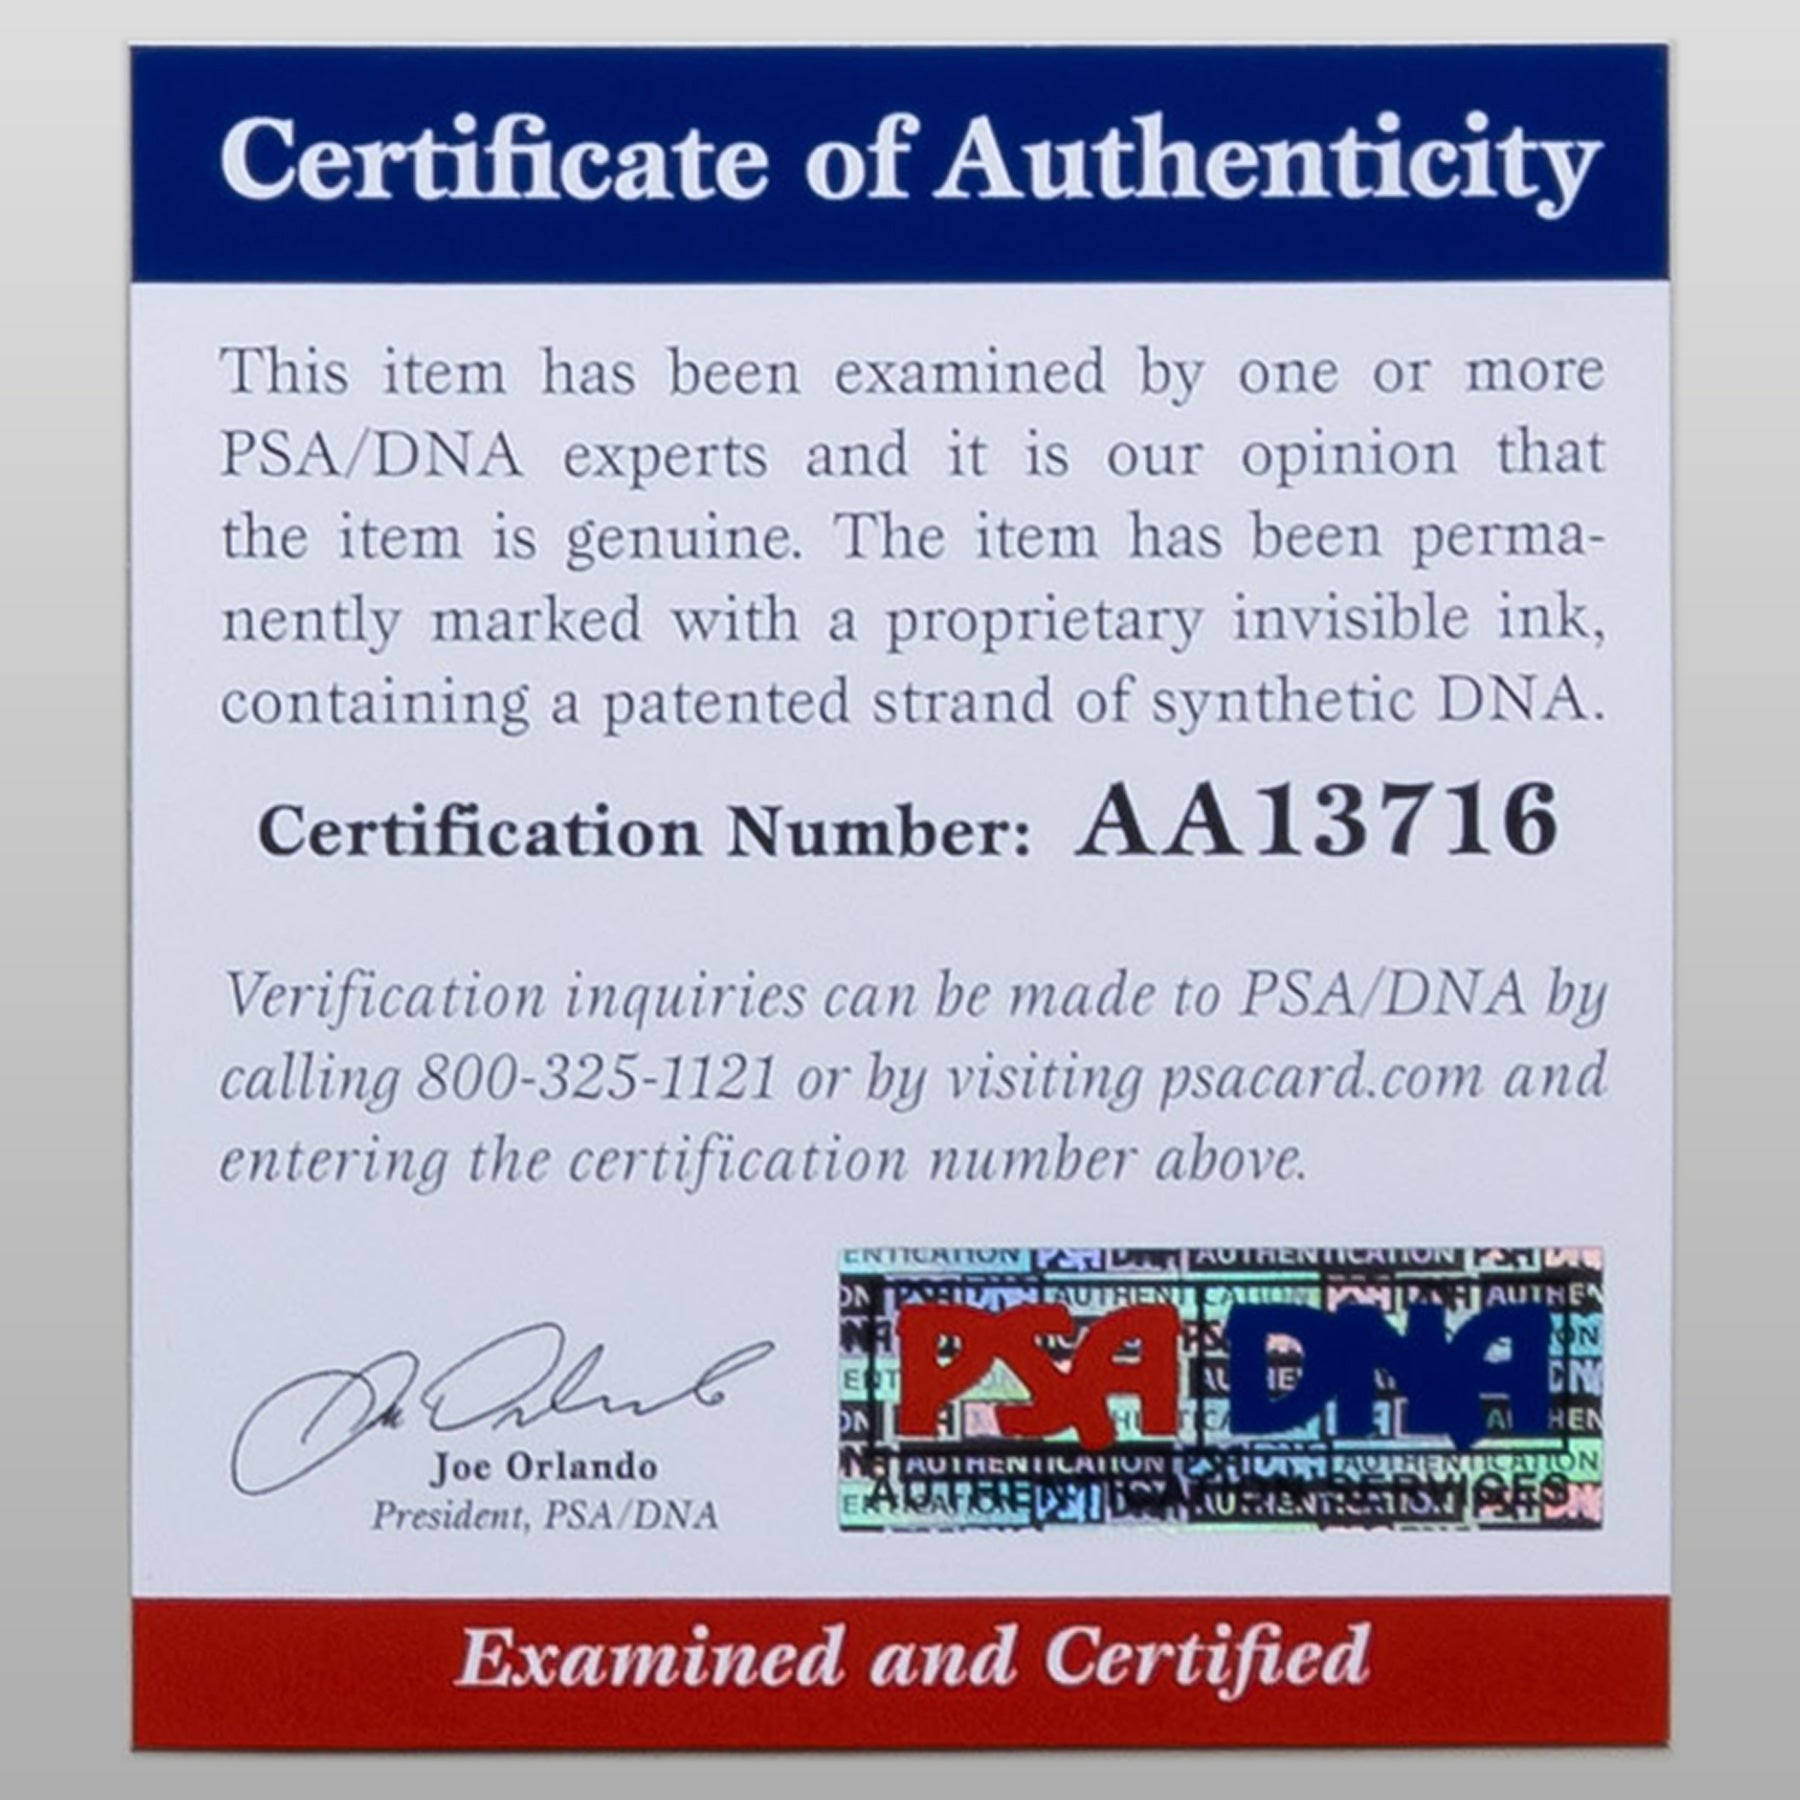 Certificate of Authenticity
This item has been examined by one or more
PSA/DNA experts and it is our opinion that
the item is genuine. The item has been perma-
nently marked with a proprietary invisible ink,
containing a patented strand of synthetic DNA.
Certification Number: AA13716
Verification inquiries can be made to PSA/DNA by
calling 800-325-1121 or by visiting psacard.com and
entering the certification number above.
Joe Orlando
President, PSA/DNA
PSA DNA
AUTHENTICATION SERVICES
Examined and Certified